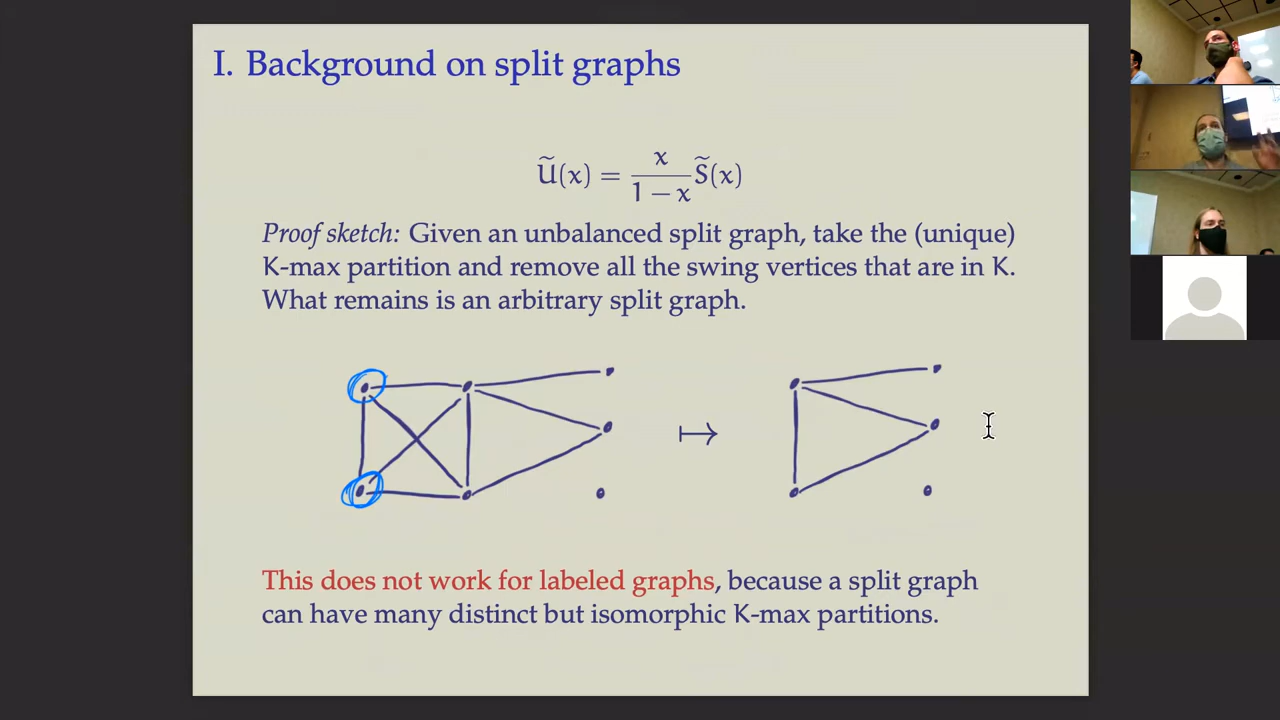 I. Background on split graphs
Ũ(x) = x/(1 − x) S̃(x)
Proof sketch: Given an unbalanced split graph, take the (unique)
K-max partition and remove all the swing vertices that are in K.
What remains is an arbitrary split graph.
↦
This does not work for labeled graphs, because a split graph
can have many distinct but isomorphic K-max partitions.